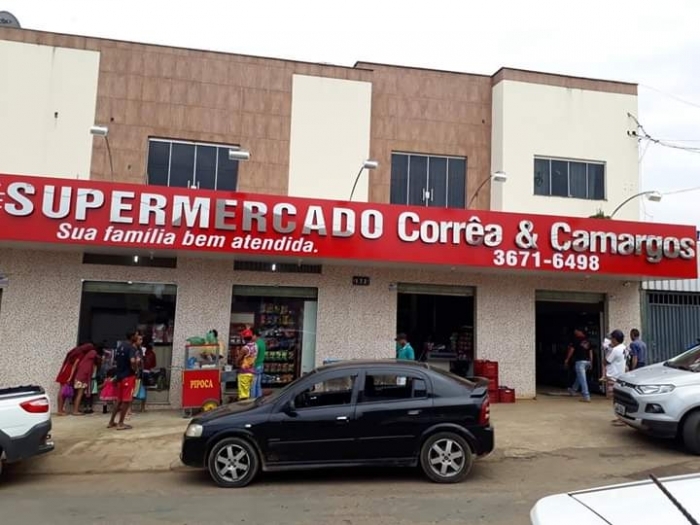 SUPERMERCADO Corrêa & Camargos
Sua família bem atendida.
3671-6498
PIPOCA